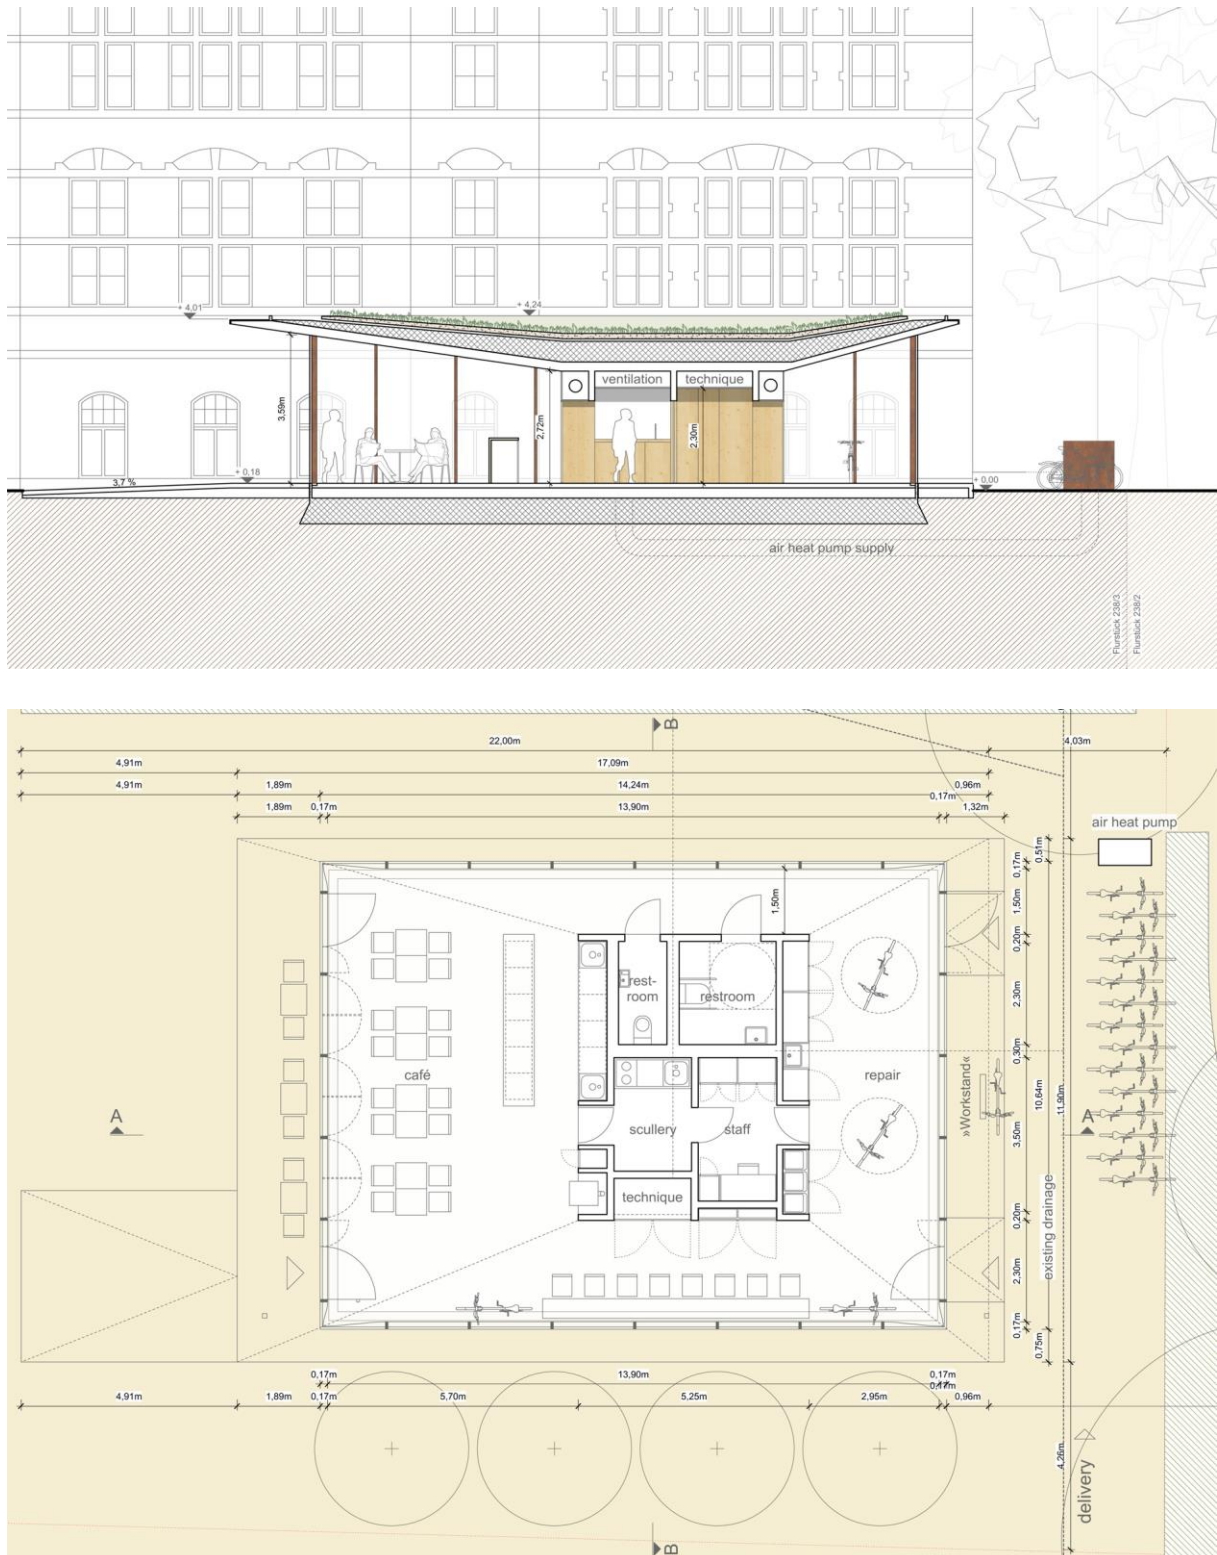 + 4,01
+ 4,24
ventilation
technique
3,59m
2,72m
2,30m
+ 0,18
+ 0,00
3,7 %
air heat pump supply
Flurstück 238/3
Flurstück 238/2
B
22,00m
4,03m
4,91m
17,09m
4,91m
1,89m
14,24m
0,96m
0,17m
1,89m
0,17m
13,90m
1,32m
air heat pump
0,51m
0,17m
1,50m
1,50m
0,20m
rest-
room
restroom
2,30m
0,30m
café
repair
»Workstand«
10,64m
11,90m
A
A
scullery
staff
3,50m
technique
0,20m
existing drainage
2,30m
0,17m
0,75m
0,17m
13,90m
0,17m
0,17m
4,91m
1,89m
0,17m
5,70m
5,25m
2,95m
0,96m
4,26m
delivery
B